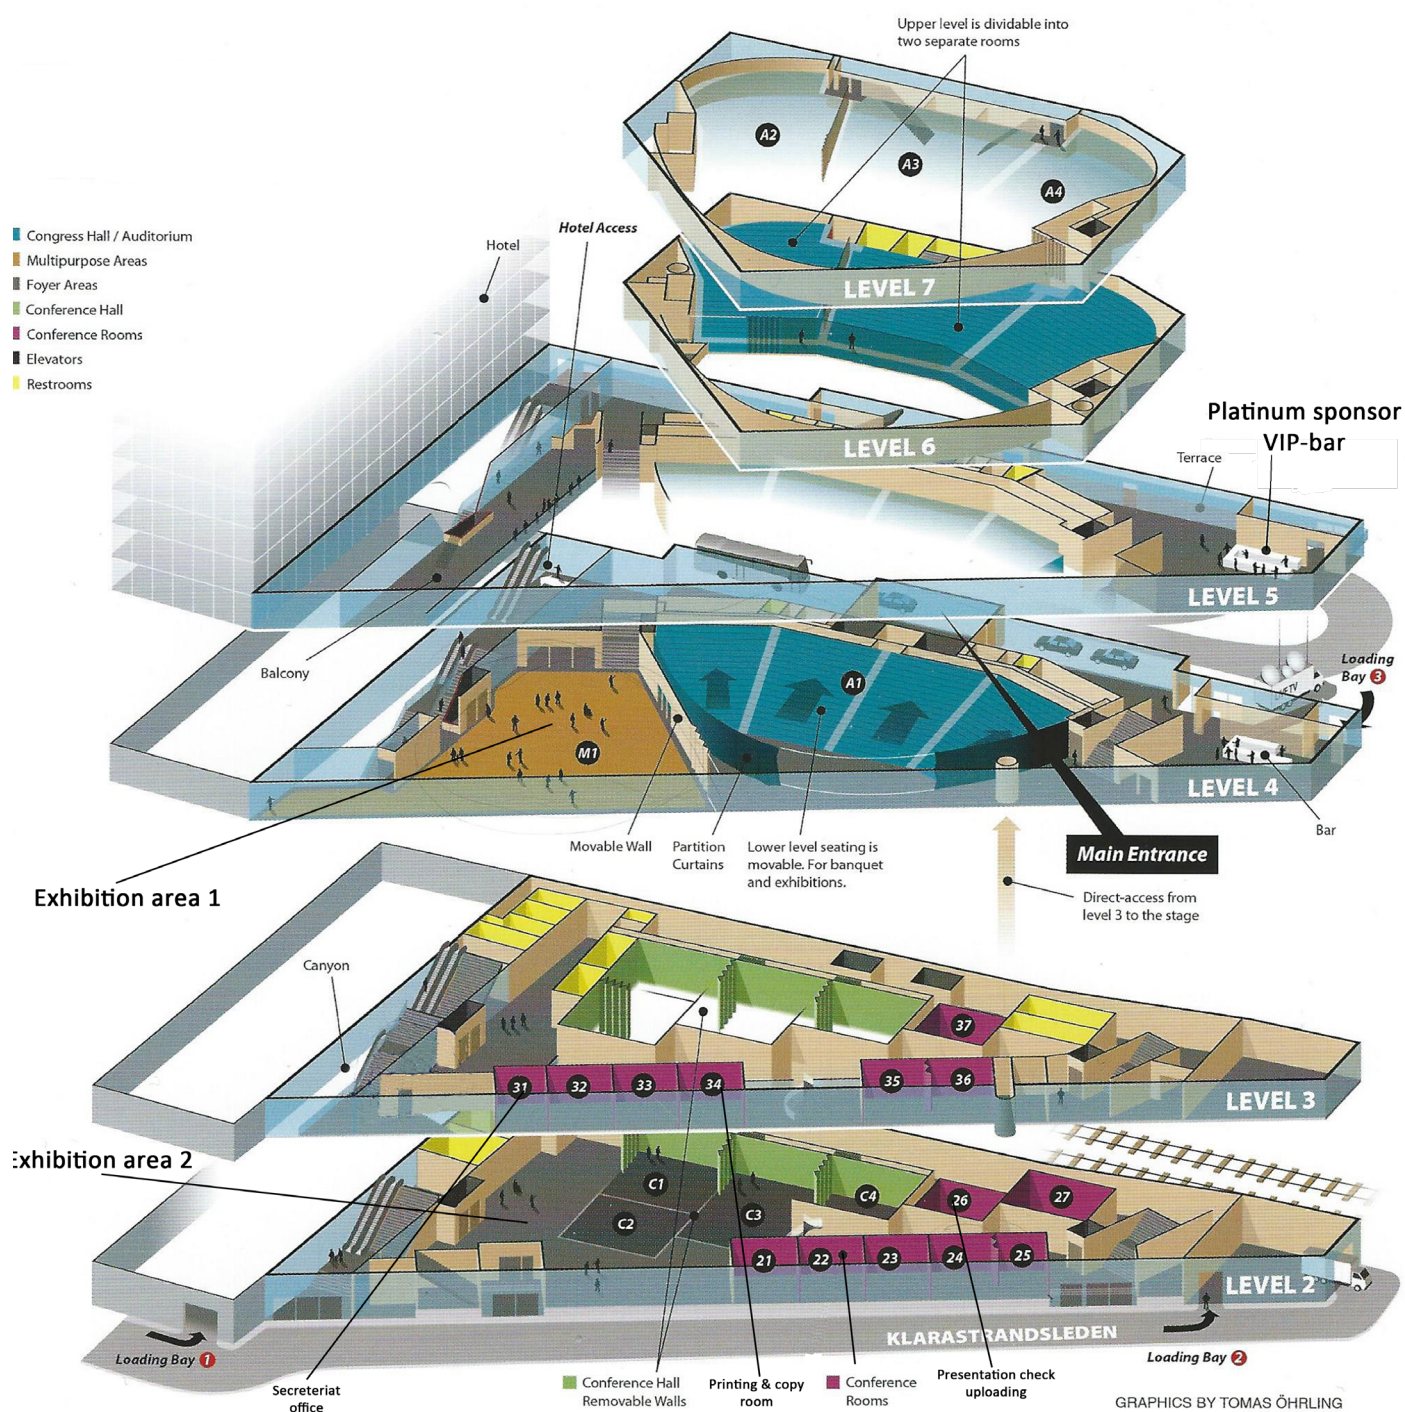 Upper level is dividable into
two separate rooms
A2
A3
A4
LEVEL 7
Congress Hall / Auditorium
Multipurpose Areas
Foyer Areas
Conference Hall
Conference Rooms
Elevators
Restrooms
Hotel
Hotel Access
LEVEL 6
Platinum sponsor
VIP-bar
Terrace
LEVEL 5
Balcony
Loading
Bay 3
A1
M1
LEVEL 4
Bar
Movable Wall
Partition
Curtains
Lower level seating is
movable. For banquet
and exhibitions.
Main Entrance
Exhibition area 1
Direct-access from
level 3 to the stage
Canyon
37
31
32
33
34
35
36
LEVEL 3
Exhibition area 2
C1
C2
C3
C4
26
27
21
22
23
24
25
LEVEL 2
KLARASTRANDSLEDEN
Loading Bay 1
Loading Bay 2
Secreteriat
office
Conference Hall
Removable Walls
Printing & copy
room
Conference
Rooms
Presentation check
uploading
GRAPHICS BY TOMAS ÖHRLING